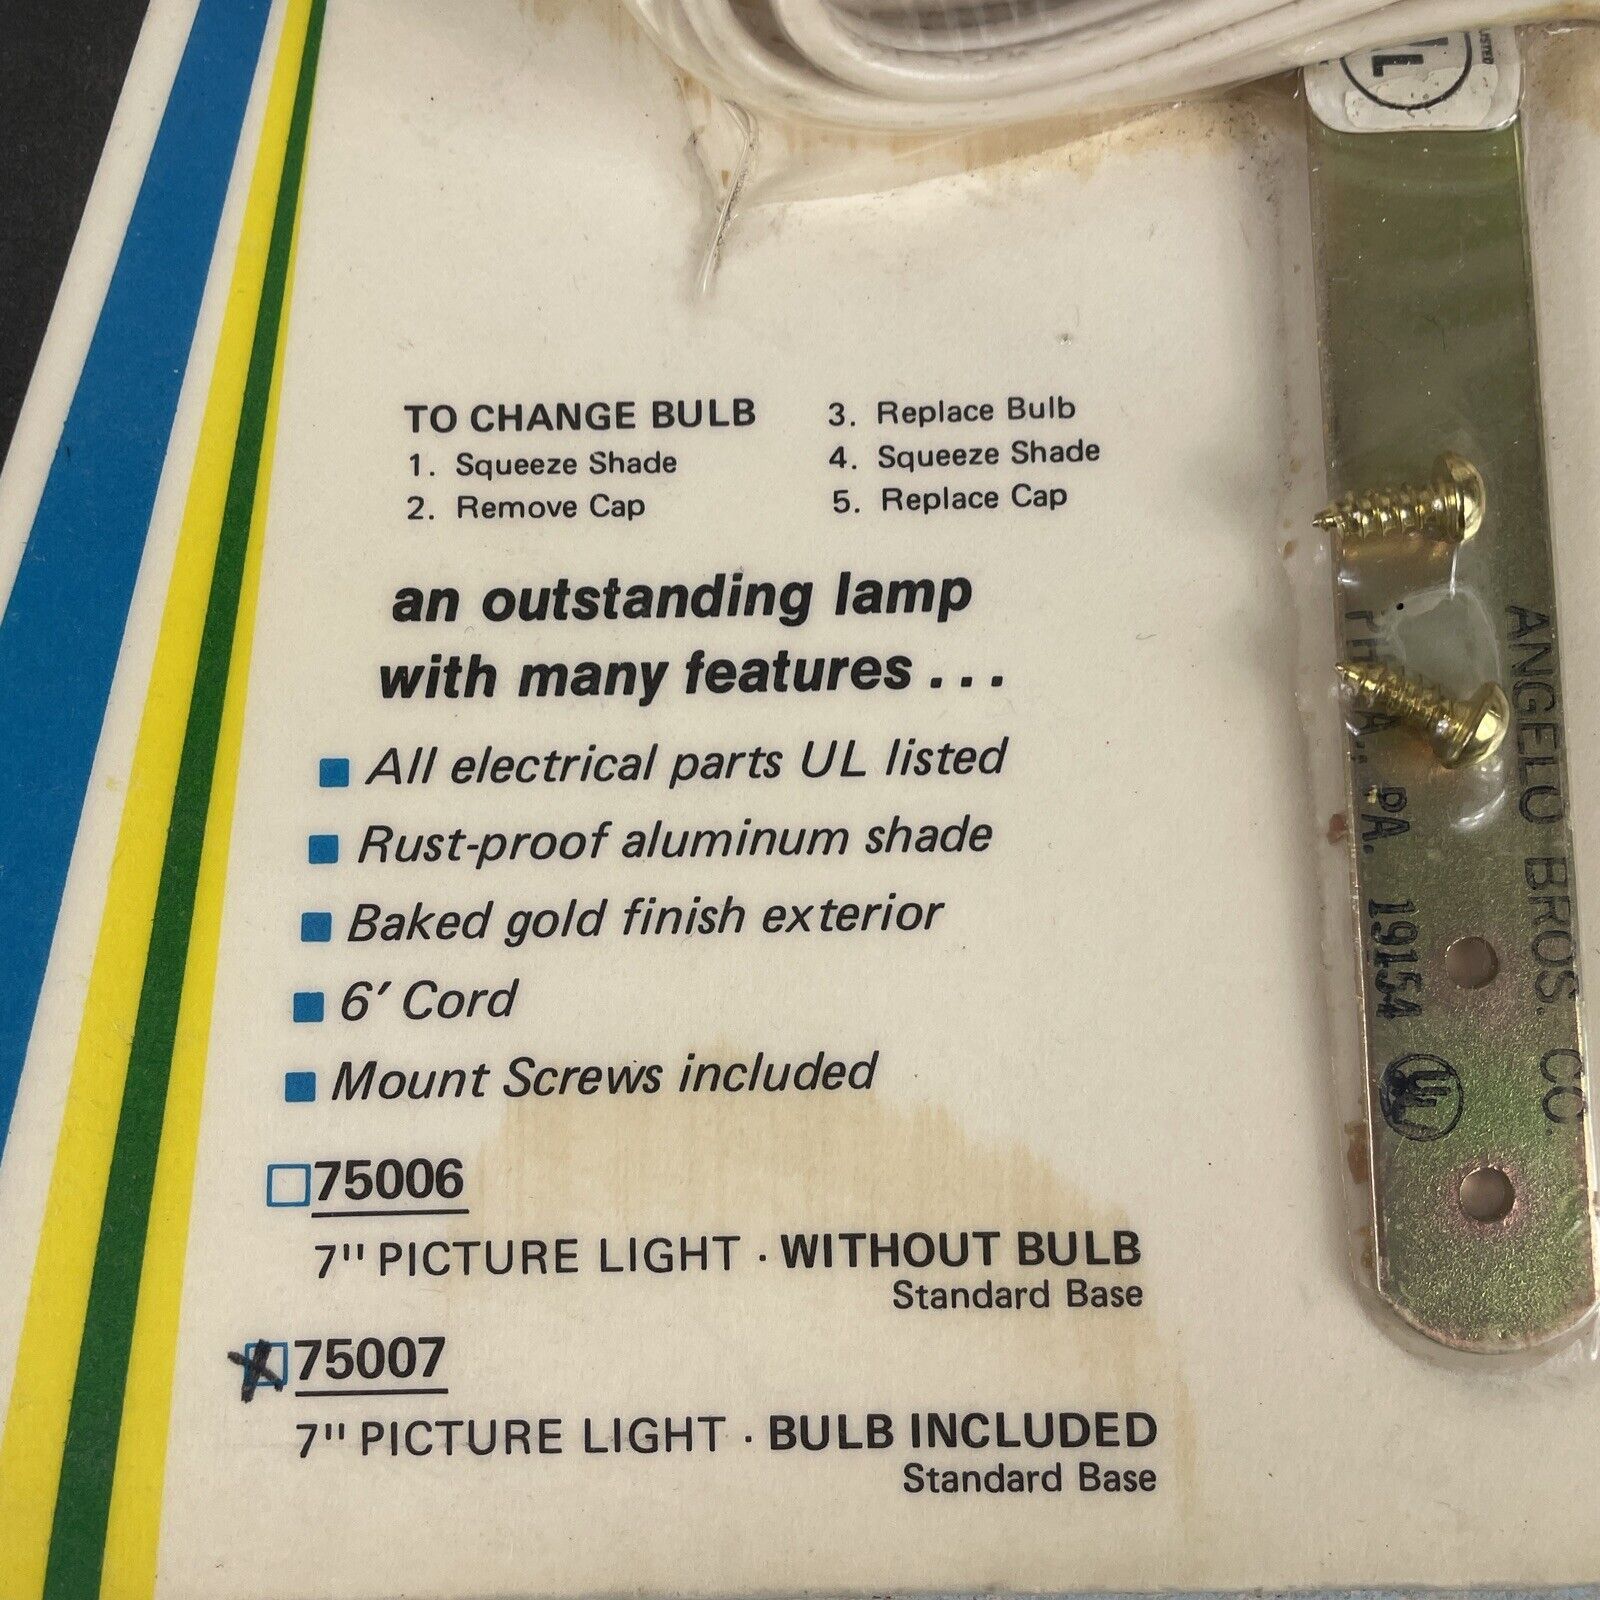 TO CHANGE BULB
1. Squeeze Shade
2. Remove Cap
3. Replace Bulb
4. Squeeze Shade
5. Replace Cap
an outstanding lamp
with many features...
All electrical parts UL listed
Rust-proof aluminum shade
Baked gold finish exterior
6' Cord
Mount Screws included
75006
7" PICTURE LIGHT · WITHOUT BULB
Standard Base
75007
7" PICTURE LIGHT · BULB INCLUDED
Standard Base
ANGELO BROS. CO.
PA. 19154
UL